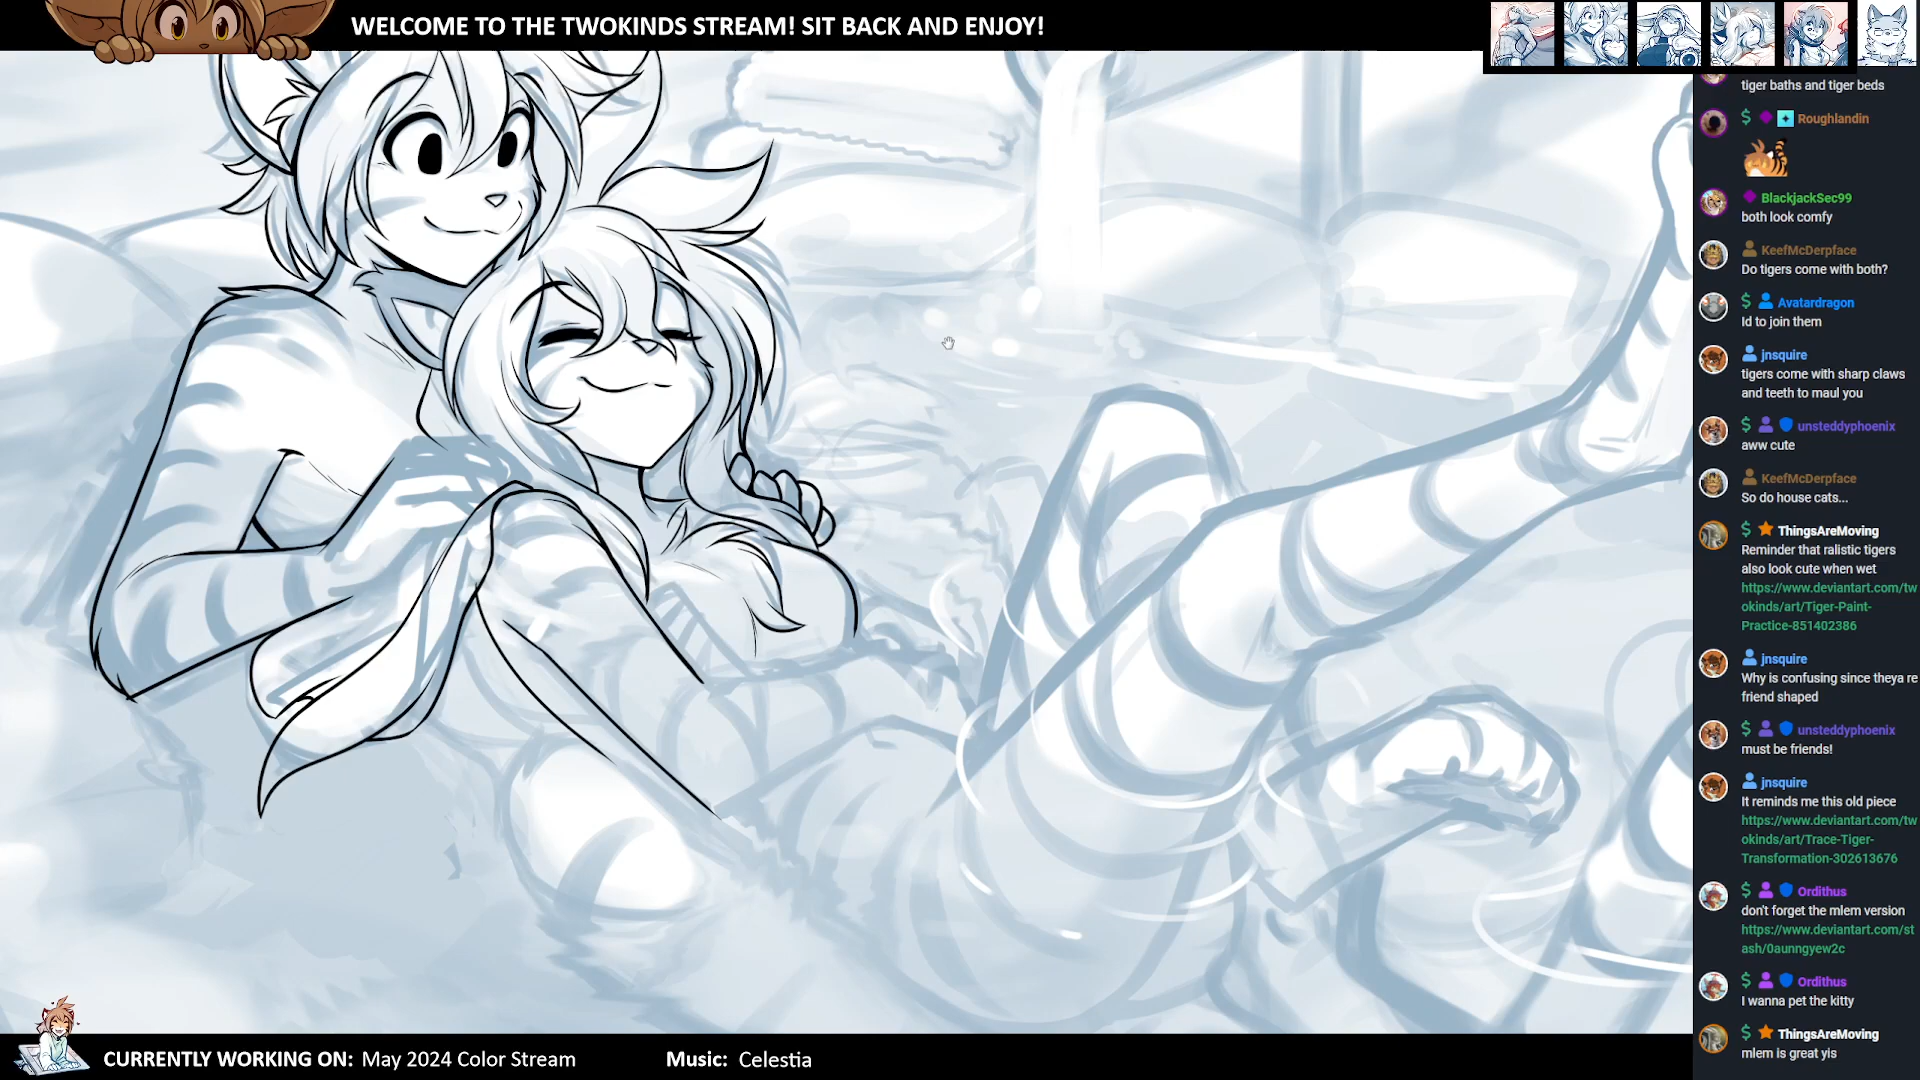 WELCOME TO THE TWOKINDS STREAM! SIT BACK AND ENJOY!
tiger baths and tiger beds
Roughlandin
BlackjackSec99
both look comfy
KeefMcDerpface
Do tigers come with both?
Avatardragon
Id to join them
jnsquire
tigers come with sharp claws
and teeth to maul you
unsteddyphoenix
aww cute
KeefMcDerpface
So do house cats...
ThingsAreMoving
Reminder that ralistic tigers
also look cute when wet
https://www.deviantart.com/tw
okinds/art/Tiger-Paint-
Practice-851402386
jnsquire
Why is confusing since theya re
friend shaped
unsteddyphoenix
must be friends!
jnsquire
It reminds me this old piece
https://www.deviantart.com/tw
okinds/art/Trace-Tiger-
Transformation-302613676
Ordithus
don't forget the mlem version
https://www.deviantart.com/st
ash/0aunngyew2c
Ordithus
I wanna pet the kitty
ThingsAreMoving
mlem is great yis
CURRENTLY WORKING ON: May 2024 Color Stream
Music: Celestia